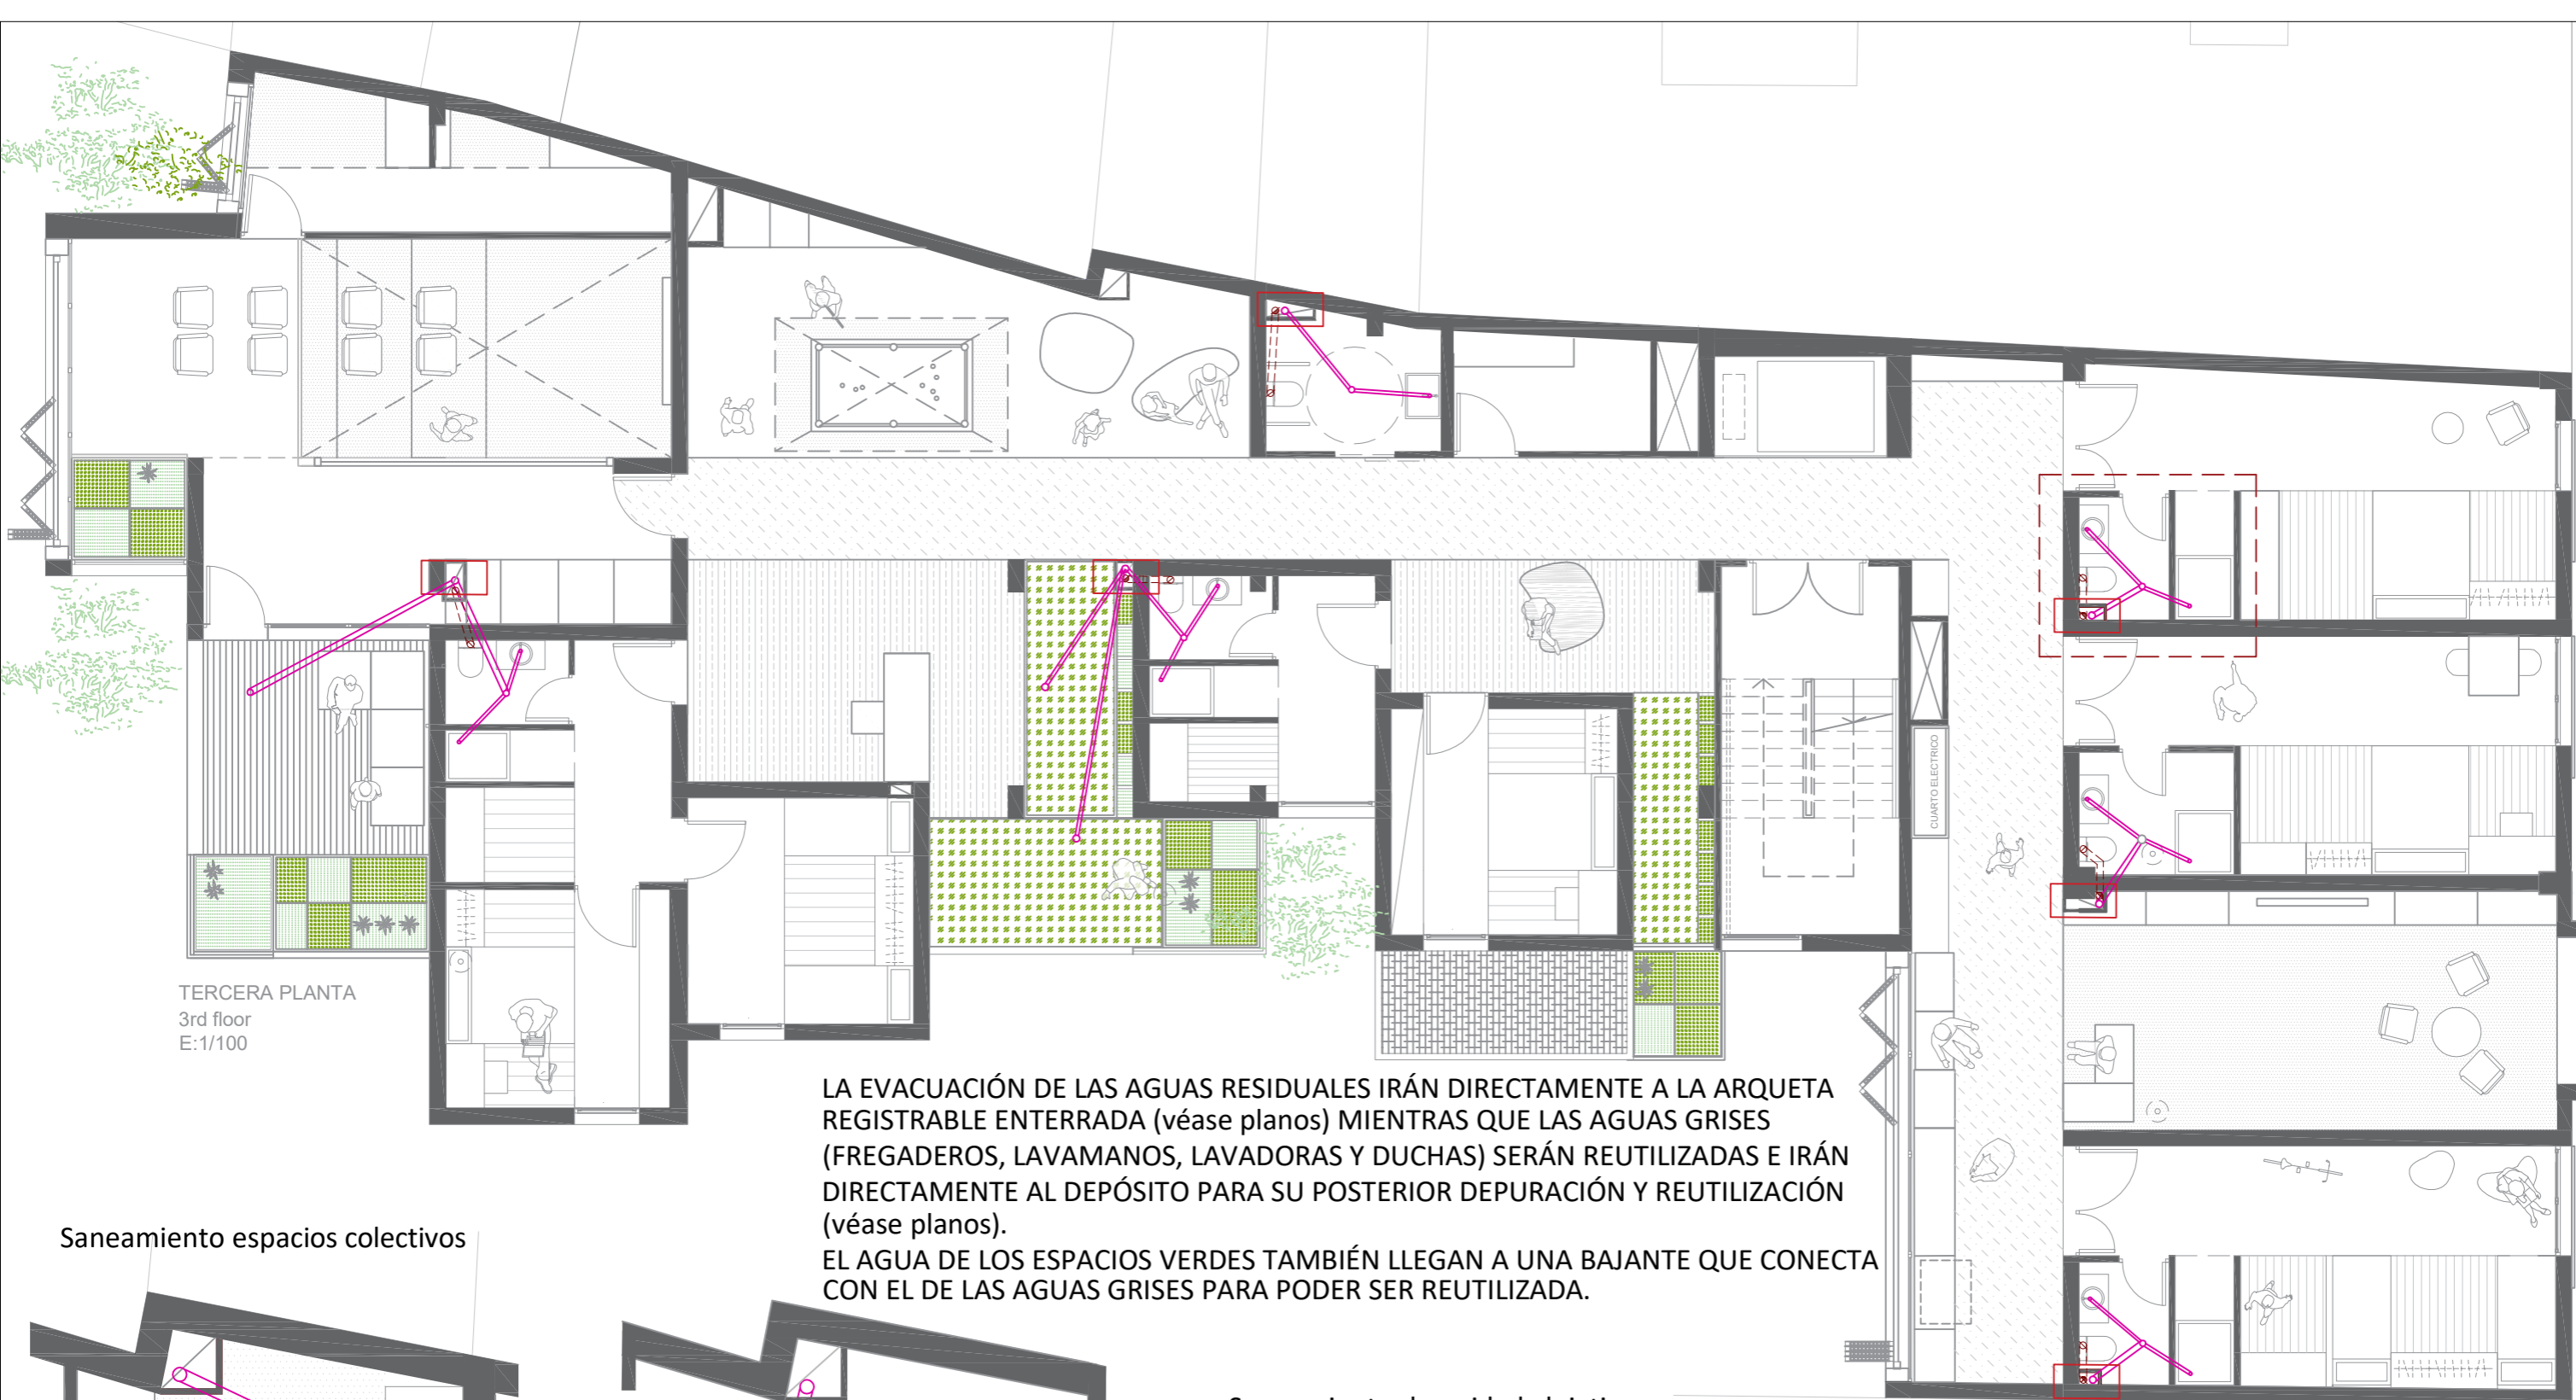 CUARTO ELECTRICO
TERCERA PLANTA
3rd floor
E:1/100
LA EVACUACIÓN DE LAS AGUAS RESIDUALES IRÁN DIRECTAMENTE A LA ARQUETA
REGISTRABLE ENTERRADA (véase planos) MIENTRAS QUE LAS AGUAS GRISES
(FREGADEROS, LAVAMANOS, LAVADORAS Y DUCHAS) SERÁN REUTILIZADAS E IRÁN
DIRECTAMENTE AL DEPÓSITO PARA SU POSTERIOR DEPURACIÓN Y REUTILIZACIÓN
(véase planos).
EL AGUA DE LOS ESPACIOS VERDES TAMBIÉN LLEGAN A UNA BAJANTE QUE CONECTA
CON EL DE LAS AGUAS GRISES PARA PODER SER REUTILIZADA.
Saneamiento espacios colectivos